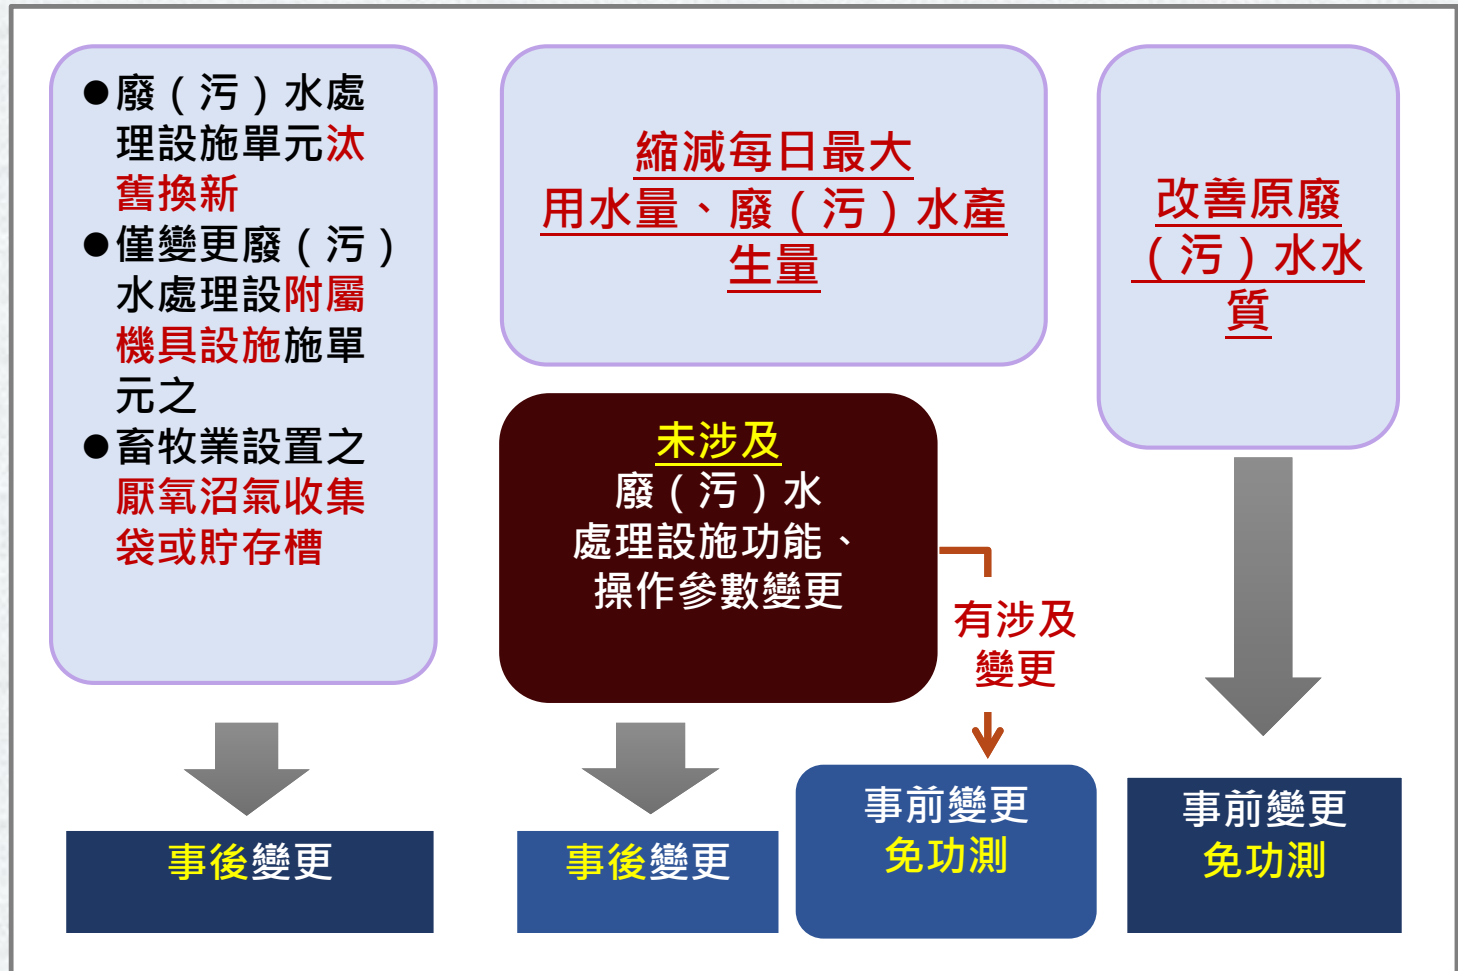 ●廢（污）水處
理設施單元汰
舊換新
●僅變更廢（污）
水處理設附屬
機具設施施單
元之
●畜牧業設置之
厭氧沼氣收集
袋或貯存槽
事後變更
縮減每日最大
用水量、廢（污）水產
生量
未涉及
廢（污）水
處理設施功能、
操作參數變更
事後變更
有涉及
變更
事前變更
免功測
改善原廢
（污）水水
質
事前變更
免功測